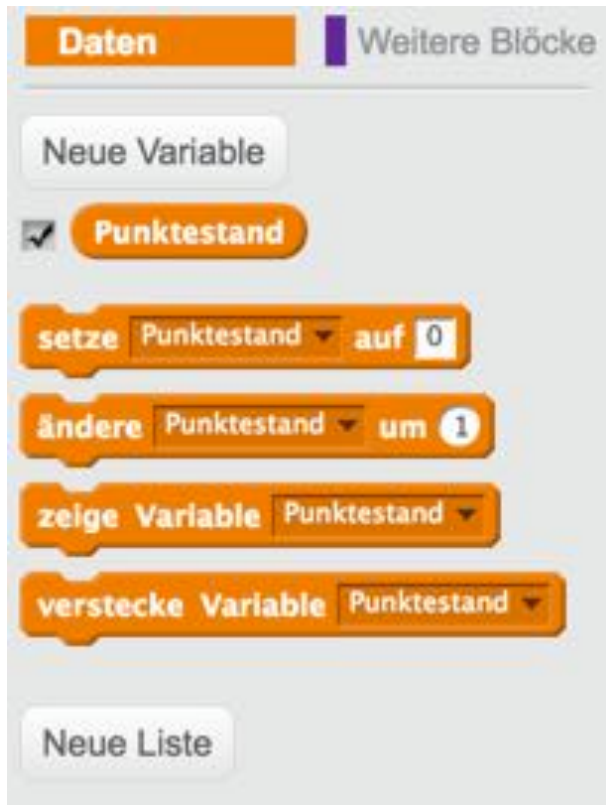 Daten Weitere Blöcke
Neue Variable
Punktestand
setze Punktestand auf 0
ändere Punktestand um 1
zeige Variable Punktestand
verstecke Variable Punktestand
Neue Liste